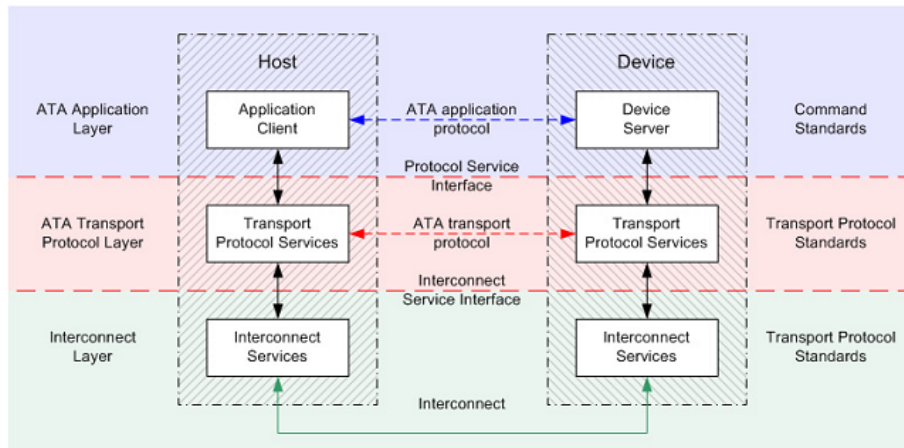 Host
Device
ATA Application
Layer
Application
Client
ATA application
protocol
Device
Server
Command
Standards
Protocol Service
Interface
ATA Transport
Protocol Layer
Transport
Protocol Services
ATA transport
protocol
Transport
Protocol Services
Transport Protocol
Standards
Interconnect
Service Interface
Interconnect
Layer
Interconnect
Services
Interconnect
Services
Transport Protocol
Standards
Interconnect